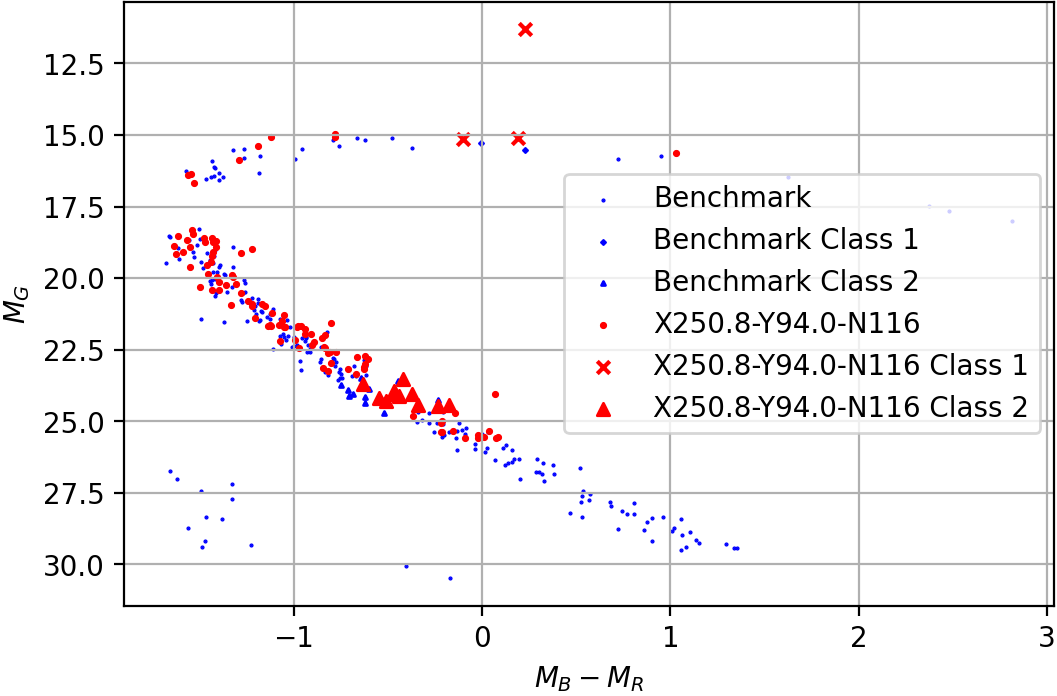 12.5
15.0
17.5
20.0
22.5
25.0
27.5
30.0
M_G
Benchmark
Benchmark Class 1
Benchmark Class 2
X250.8-Y94.0-N116
X250.8-Y94.0-N116 Class 1
X250.8-Y94.0-N116 Class 2
−1 0 1 2 3
M_B − M_R